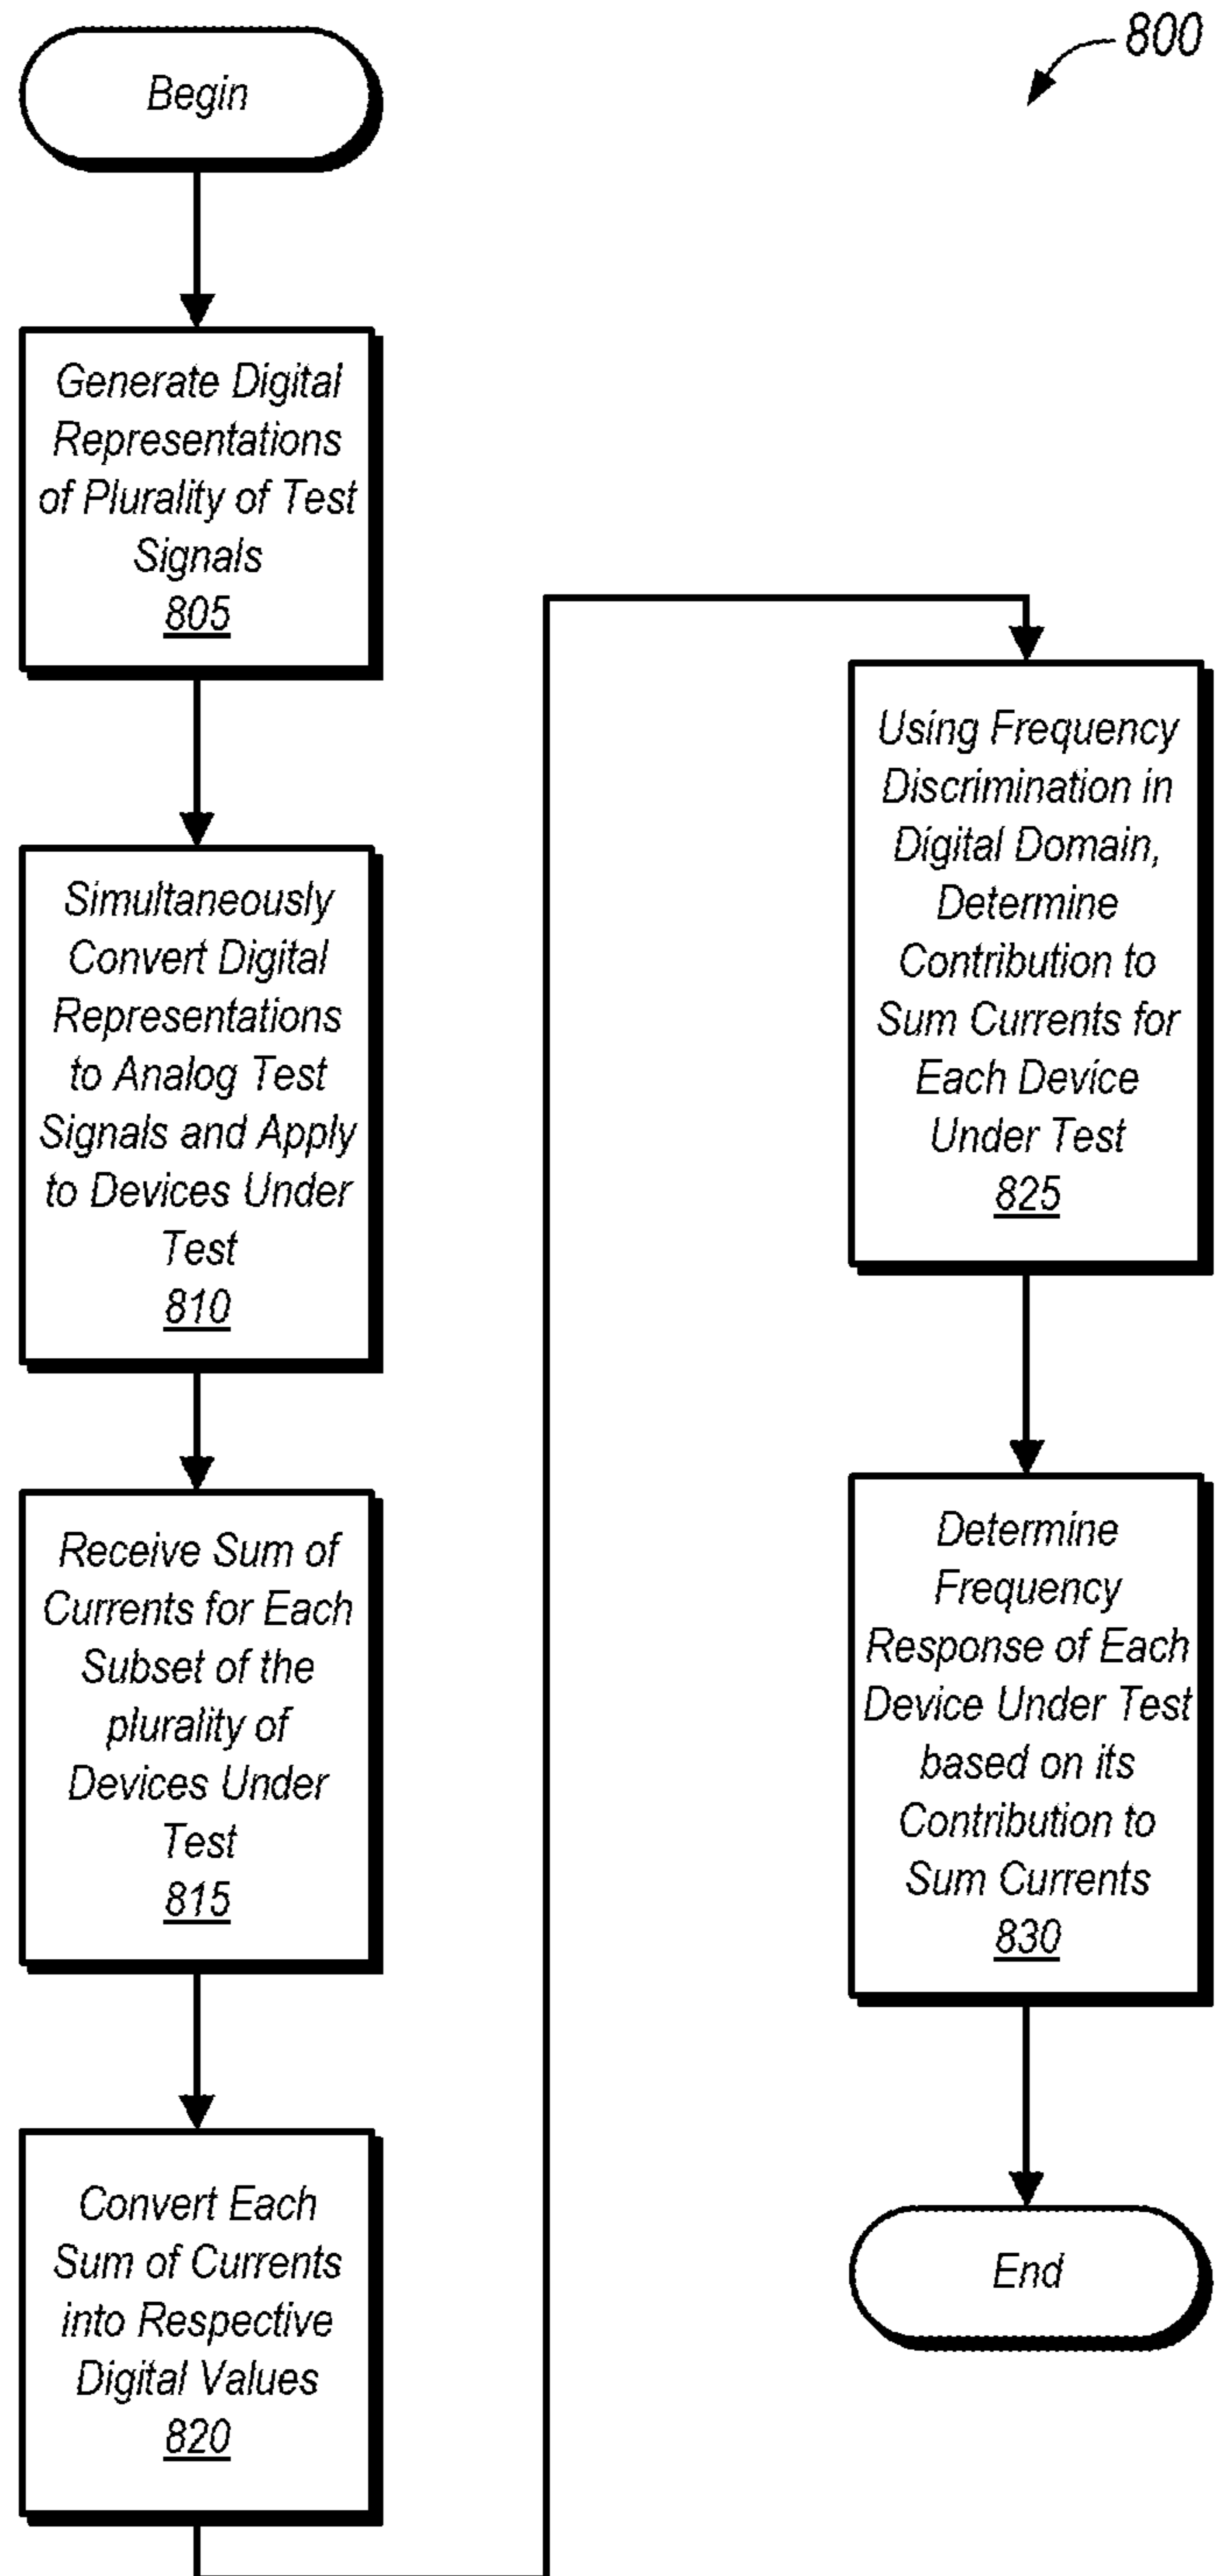 800
Begin
Generate Digital
Representations
of Plurality of Test
Signals
805
Simultaneously
Convert Digital
Representations
to Analog Test
Signals and Apply
to Devices Under
Test
810
Receive Sum of
Currents for Each
Subset of the
plurality of
Devices Under
Test
815
Convert Each
Sum of Currents
into Respective
Digital Values
820
Using Frequency
Discrimination in
Digital Domain,
Determine
Contribution to
Sum Currents for
Each Device
Under Test
825
Determine
Frequency
Response of Each
Device Under Test
based on its
Contribution to
Sum Currents
830
End